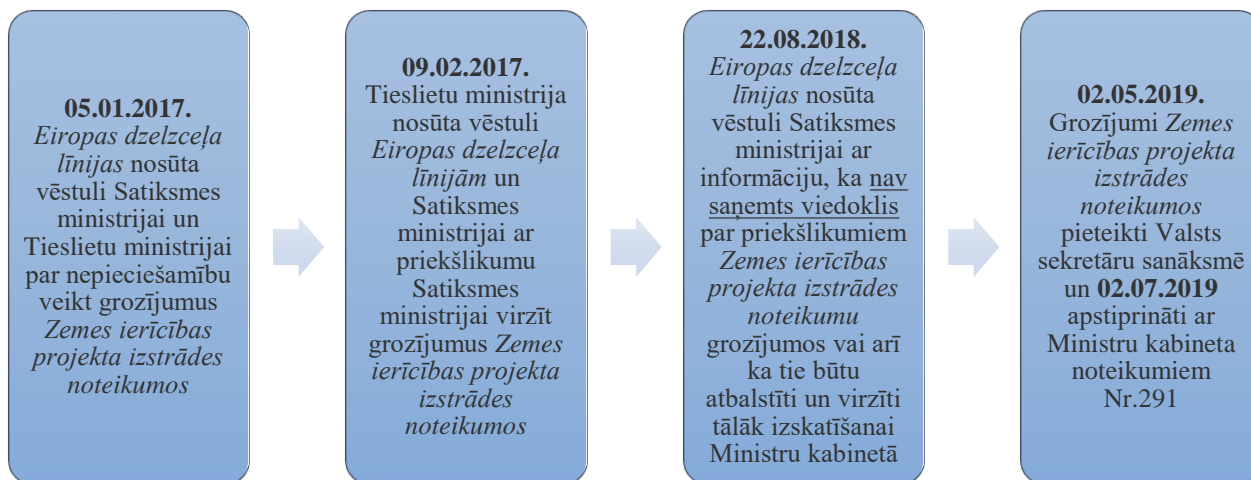 05.01.2017.
Eiropas dzelzceļa
līnijas nosūta
vēstuli Satiksmes
ministrijai un
Tieslietu ministrijai
par nepieciešamību
veikt grozījumus
Zemes ierīcības
projekta izstrādes
noteikumos
09.02.2017.
Tieslietu ministrija
nosūta vēstuli
Eiropas dzelzceļa
līnijām un
Satiksmes
ministrijai ar
priekšlikumu
Satiksmes
ministrijai virzīt
grozījumus Zemes
ierīcības projekta
izstrādes
noteikumos
22.08.2018.
Eiropas dzelzceļa
līnijas nosūta
vēstuli Satiksmes
ministrijai ar
informāciju, ka nav
saņemts viedoklis
par priekšlikumiem
Zemes ierīcības
projekta izstrādes
noteikumu
grozījumos vai arī
ka tie būtu
atbalstīti un virzīti
tālāk izskatīšanai
Ministru kabinetā
02.05.2019.
Grozījumi Zemes
ierīcības projekta
izstrādes
noteikumos
pieteikti Valsts
sekretāru sanāksmē
un 02.07.2019
apstiprināti ar
Ministru kabineta
noteikumiem
Nr.291